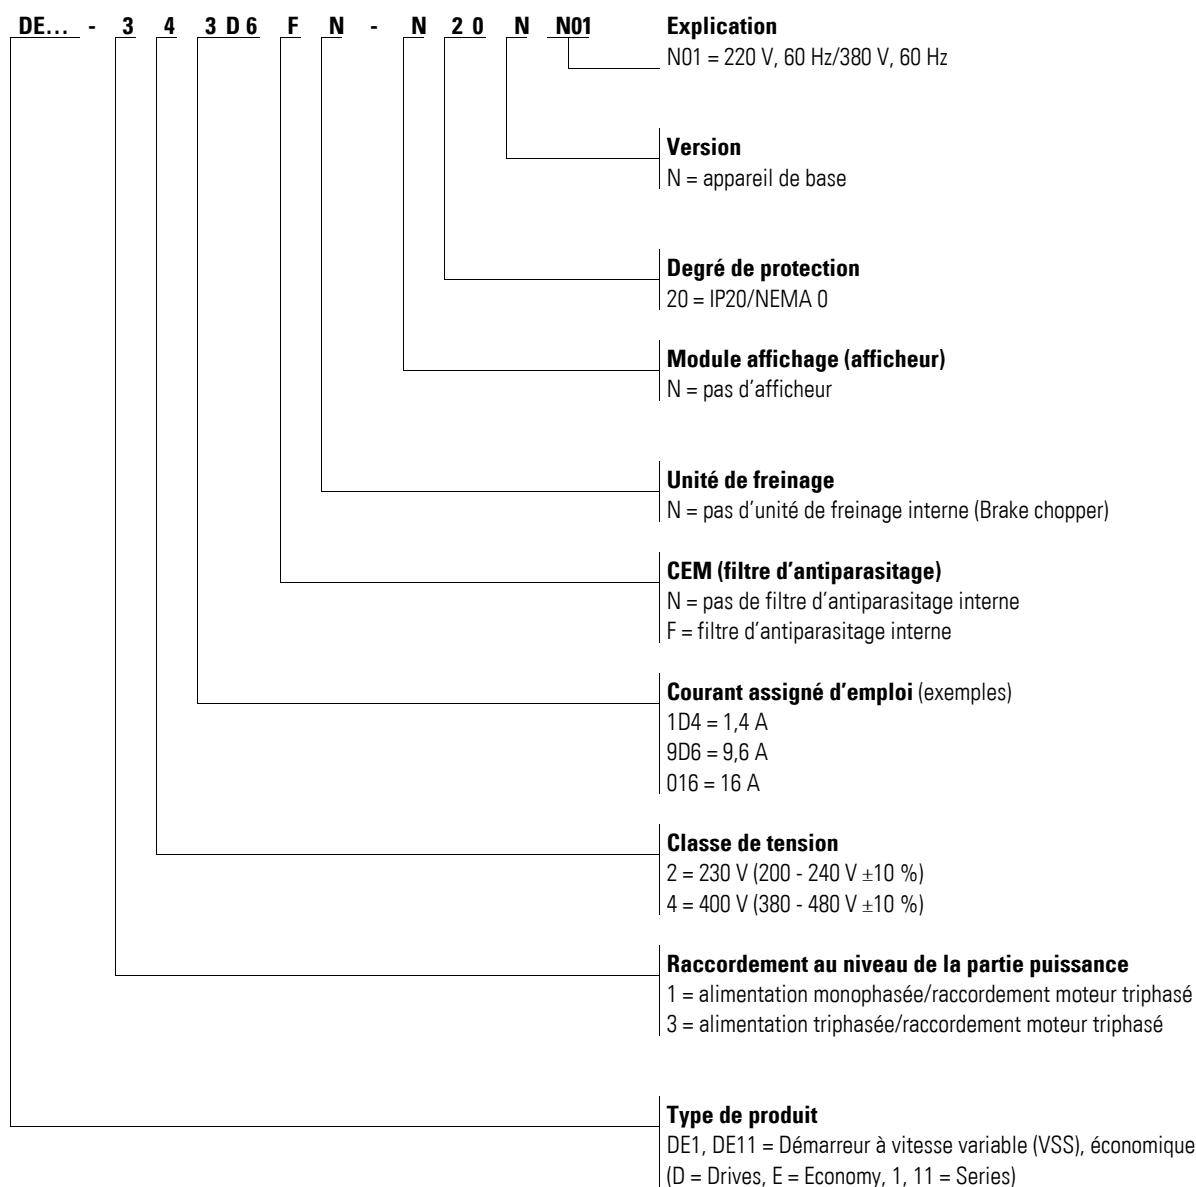 DE... - 3 4 3 D 6 F N - N 2 0 N N01
Explication
N01 = 220 V, 60 Hz/380 V, 60 Hz
Version
N = appareil de base
Degré de protection
20 = IP20/NEMA 0
Module affichage (afficheur)
N = pas d’afficheur
Unité de freinage
N = pas d’unité de freinage interne (Brake chopper)
CEM (filtre d’antiparasitage)
N = pas de filtre d’antiparasitage interne
F = filtre d’antiparasitage interne
Courant assigné d’emploi (exemples)
1D4 = 1,4 A
9D6 = 9,6 A
016 = 16 A
Classe de tension
2 = 230 V (200 - 240 V ±10 %)
4 = 400 V (380 - 480 V ±10 %)
Raccordement au niveau de la partie puissance
1 = alimentation monophasée/raccordement moteur triphasé
3 = alimentation triphasée/raccordement moteur triphasé
Type de produit
DE1, DE11 = Démarreur à vitesse variable (VSS), économique
(D = Drives, E = Economy, 1, 11 = Series)